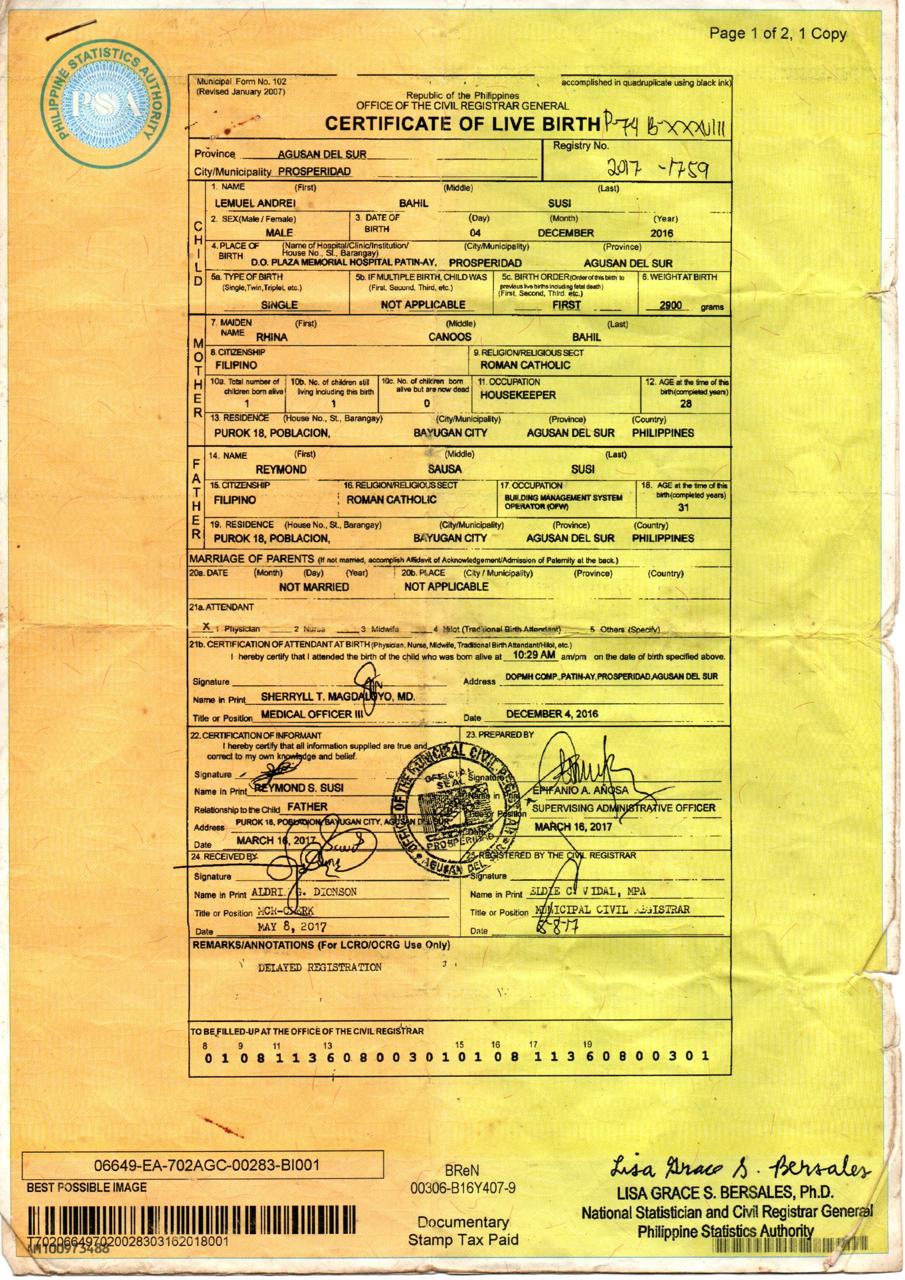 Page 1 of 2, 1 Copy
PHILIPPINE STATISTICS AUTHORITY
PSA
Municipal Form No. 102 accomplished in quadruplicate using black ink)
(Revised January 2007)
Republic of the Philippines
OFFICE OF THE CIVIL REGISTRAR GENERAL
CERTIFICATE OF LIVE BIRTH P-74 B-XXXVIII
Province AGUSAN DEL SUR Registry No.
City/Municipality PROSPERIDAD 2017 -1759
CHILD
1. NAME (First) (Middle) (Last)
LEMUEL ANDREI BAHIL SUSI
2. SEX(Male / Female) 3. DATE OF BIRTH (Day) (Month) (Year)
MALE 04 DECEMBER 2016
4. PLACE OF BIRTH (Name of Hospital/Clinic/Institution/ House No., St., Barangay) (City/Municipality) (Province)
D.O. PLAZA MEMORIAL HOSPITAL PATIN-AY, PROSPERIDAD AGUSAN DEL SUR
5a. TYPE OF BIRTH 5b. IF MULTIPLE BIRTH, CHILD WAS 5c. BIRTH ORDER(Order of this birth to previous live births including fetal death) 6. WEIGHT AT BIRTH
(Single,Twin,Triplet, etc.) (First, Second, Third, etc.) (First, Second, Third, etc.)
SINGLE NOT APPLICABLE FIRST 2900 grams
MOTHER
7. MAIDEN NAME (First) (Middle) (Last)
RHINA CANOOS BAHIL
8. CITIZENSHIP 9. RELIGION/RELIGIOUS SECT
FILIPINO ROMAN CATHOLIC
10a. Total number of children born alive 10b. No. of children still living including this birth 10c. No. of children born alive but are now dead 11. OCCUPATION 12. AGE at the time of this birth(completed years)
1 1 0 HOUSEKEEPER 28
13. RESIDENCE (House No., St., Barangay) (City/Municipality) (Province) (Country)
PUROK 18, POBLACION, BAYUGAN CITY AGUSAN DEL SUR PHILIPPINES
FATHER
14. NAME (First) (Middle) (Last)
REYMOND SAUSA SUSI
15. CITIZENSHIP 16. RELIGION/RELIGIOUS SECT 17. OCCUPATION 18. AGE at the time of this birth(completed years)
FILIPINO ROMAN CATHOLIC BUILDING MANAGEMENT SYSTEM OPERATOR (OFW) 31
19. RESIDENCE (House No., St., Barangay) (City/Municipality) (Province) (Country)
PUROK 18, POBLACION, BAYUGAN CITY AGUSAN DEL SUR PHILIPPINES
MARRIAGE OF PARENTS (If not married, accomplish Affidavit of Acknowledgement/Admission of Paternity at the back.)
20a. DATE (Month) (Day) (Year) 20b. PLACE (City / Municipality) (Province) (Country)
NOT MARRIED NOT APPLICABLE
21a. ATTENDANT
X 1 Physician 2 Nurse 3 Midwife 4 Hilot (Traditional Birth Attendant) 5 Others (Specify)
21b. CERTIFICATION OF ATTENDANT AT BIRTH (Physician, Nurse, Midwife, Traditional Birth Attendant/Hilot, etc.)
I hereby certify that I attended the birth of the child who was born alive at 10:29 AM am/pm on the date of birth specified above.
Signature Address DOPMH COMP., PATIN-AY,PROSPERIDAD,AGUSAN DEL SUR
Name in Print SHERRYLL T. MAGDALOYO, MD.
Title or Position MEDICAL OFFICER III Date DECEMBER 4, 2016
22. CERTIFICATION OF INFORMANT 23. PREPARED BY
I hereby certify that all information supplied are true and
correct to my own knowledge and belief.
Signature Signature
Name in Print REYMOND S. SUSI Name in Print EPIFANIO A. AÑOSA
Relationship to the Child FATHER Title or Position SUPERVISING ADMINISTRATIVE OFFICER
Address PUROK 18, POBLACION, BAYUGAN CITY, AGUSAN DEL SUR
Date MARCH 16, 2017 MARCH 16, 2017
OFFICE OF THE MUNICIPAL CIVIL REGISTRAR
OFFICIAL SEAL
PROSPERIDAD
AGUSAN DEL SUR
24. RECEIVED BY 25. REGISTERED BY THE CIVIL REGISTRAR
Signature Signature
Name in Print ALDRI G. DIONSON Name in Print ELDIE C. VIDAL, MPA
Title or Position MCR-CLERK Title or Position MUNICIPAL CIVIL REGISTRAR
Date MAY 8, 2017 Date 8-8-17
REMARKS/ANNOTATIONS (For LCRO/OCRG Use Only)
DELAYED REGISTRATION
TO BE FILLED-UP AT THE OFFICE OF THE CIVIL REGISTRAR
8 9 11 13 15 16 17 19
0 1 0 8 1 1 3 6 0 8 0 0 3 0 1 0 1 0 8 1 1 3 6 0 8 0 0 3 0 1
06649-EA-702AGC-00283-BI001
BEST POSSIBLE IMAGE
T702066497020028303162018001
AM100973488
BReN
00306-B16Y407-9
Documentary
Stamp Tax Paid
Lisa Grace S. Bersales
LISA GRACE S. BERSALES, Ph.D.
National Statistician and Civil Registrar General
Philippine Statistics Authority